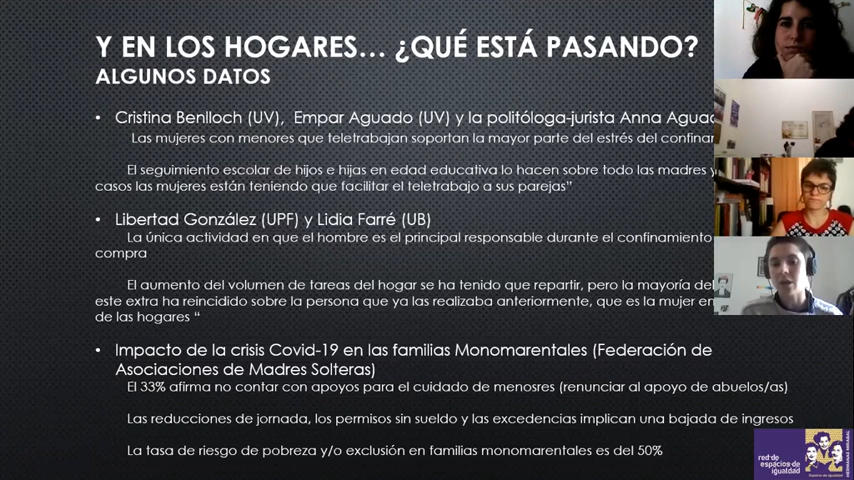 Y EN LOS HOGARES... ¿QUÉ ESTÁ PASANDO?
ALGUNOS DATOS
• Cristina Benlloch (UV), Empar Aguado (UV) y la politóloga-jurista Anna
Las mujeres con menores que teletrabajan soportan la mayor parte del estrés del
El seguimiento escolar de hijos e hijas en edad educativa lo hacen sobre todo las madres y
casos las mujeres están teniendo que facilitar el teletrabajo a sus parejas”
• Libertad González (UPF) y Lidia Farré (UB)
La única actividad en que el hombre es el principal responsable durante el confinamiento
compra
El aumento del volumen de tareas del hogar se ha tenido que repartir, pero la mayoría
este extra ha reincidido sobre la persona que ya las realizaba anteriormente, que es la mujer
de las hogares “
• Impacto de la crisis Covid-19 en las familias Monomarentales (Federación de
Asociaciones de Madres Solteras)
El 33% afirma no contar con apoyos para el cuidado de menosres (renunciar al apoyo de abuelos/as)
Las reducciones de jornada, los permisos sin sueldo y las excedencias implican una bajada de ingresos
La tasa de riesgo de pobreza y/o exclusión en familias monomarentales es del 50%
red de
espacios de
igualdad
HERMANAS MIRABAL